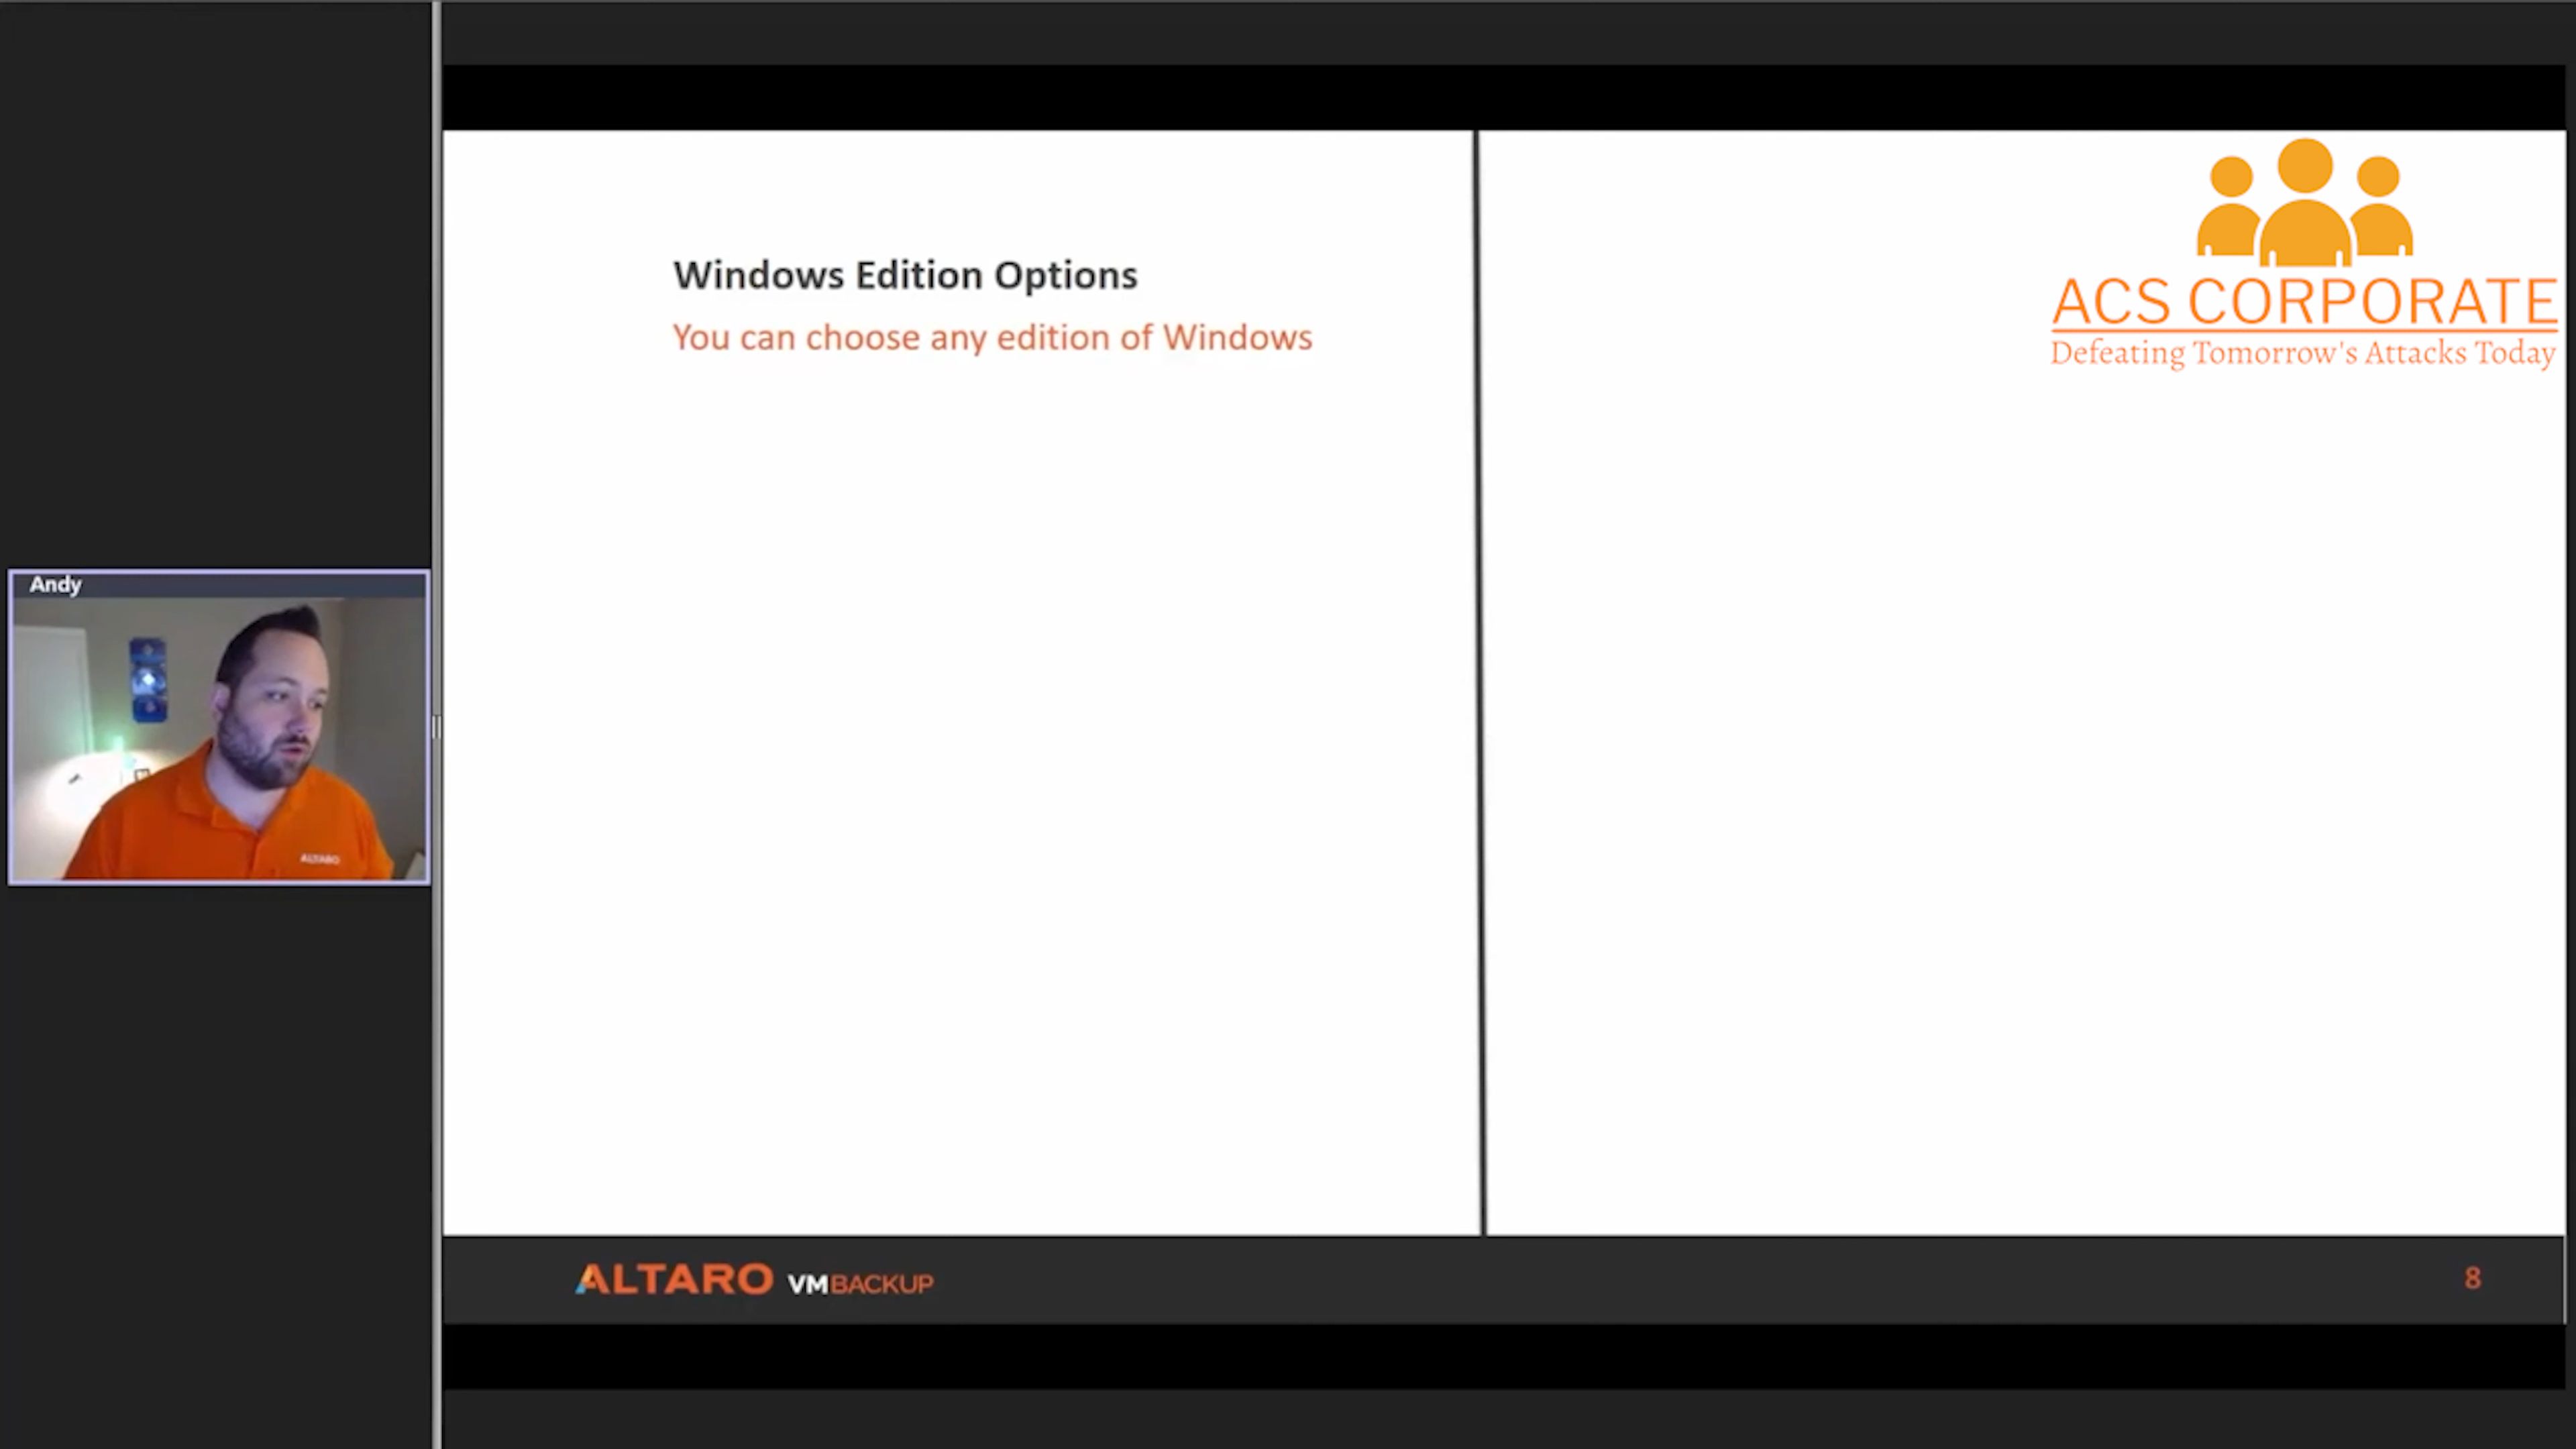 Andy
ALTARO
Windows Edition Options
You can choose any edition of Windows
ACS CORPORATE
Defeating Tomorrow's Attacks Today
ALTARO VMBACKUP
8